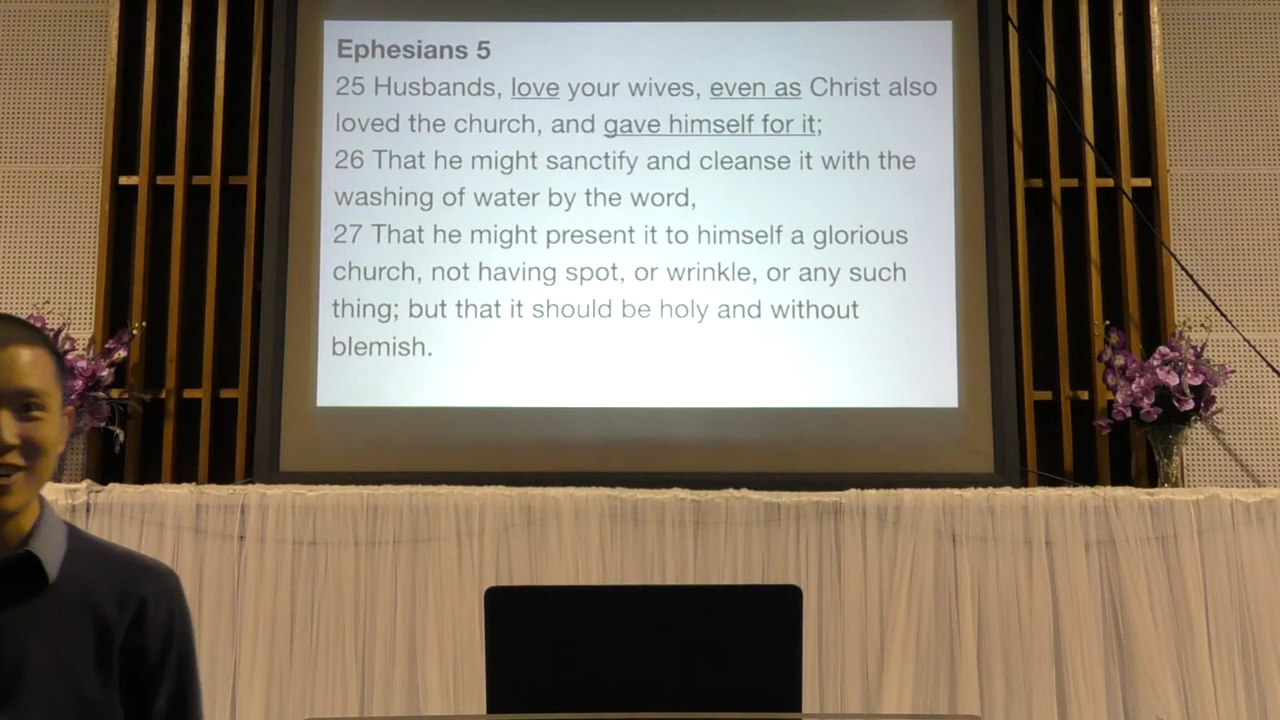 Ephesians 5
25 Husbands, love your wives, even as Christ also
loved the church, and gave himself for it;
26 That he might sanctify and cleanse it with the
washing of water by the word,
27 That he might present it to himself a glorious
church, not having spot, or wrinkle, or any such
thing; but that it should be holy and without
blemish.